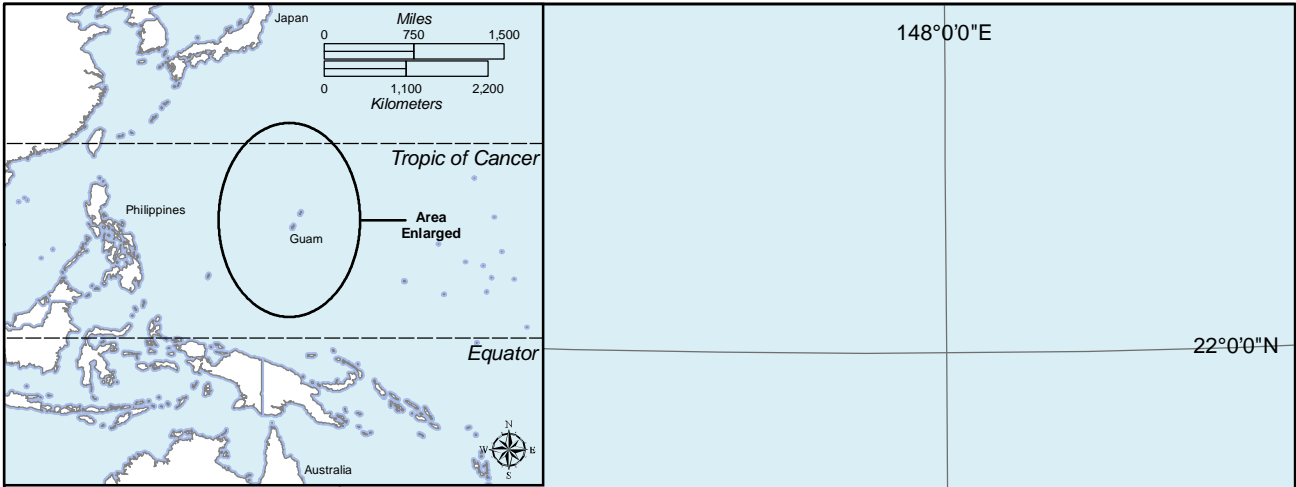 Japan
Miles
0 750 1,500
0 1,100 2,200
Kilometers
Tropic of Cancer
Philippines
Area
Enlarged
Guam
Equator
N
W E
S
Australia
148°0'0"E
22°0'0"N